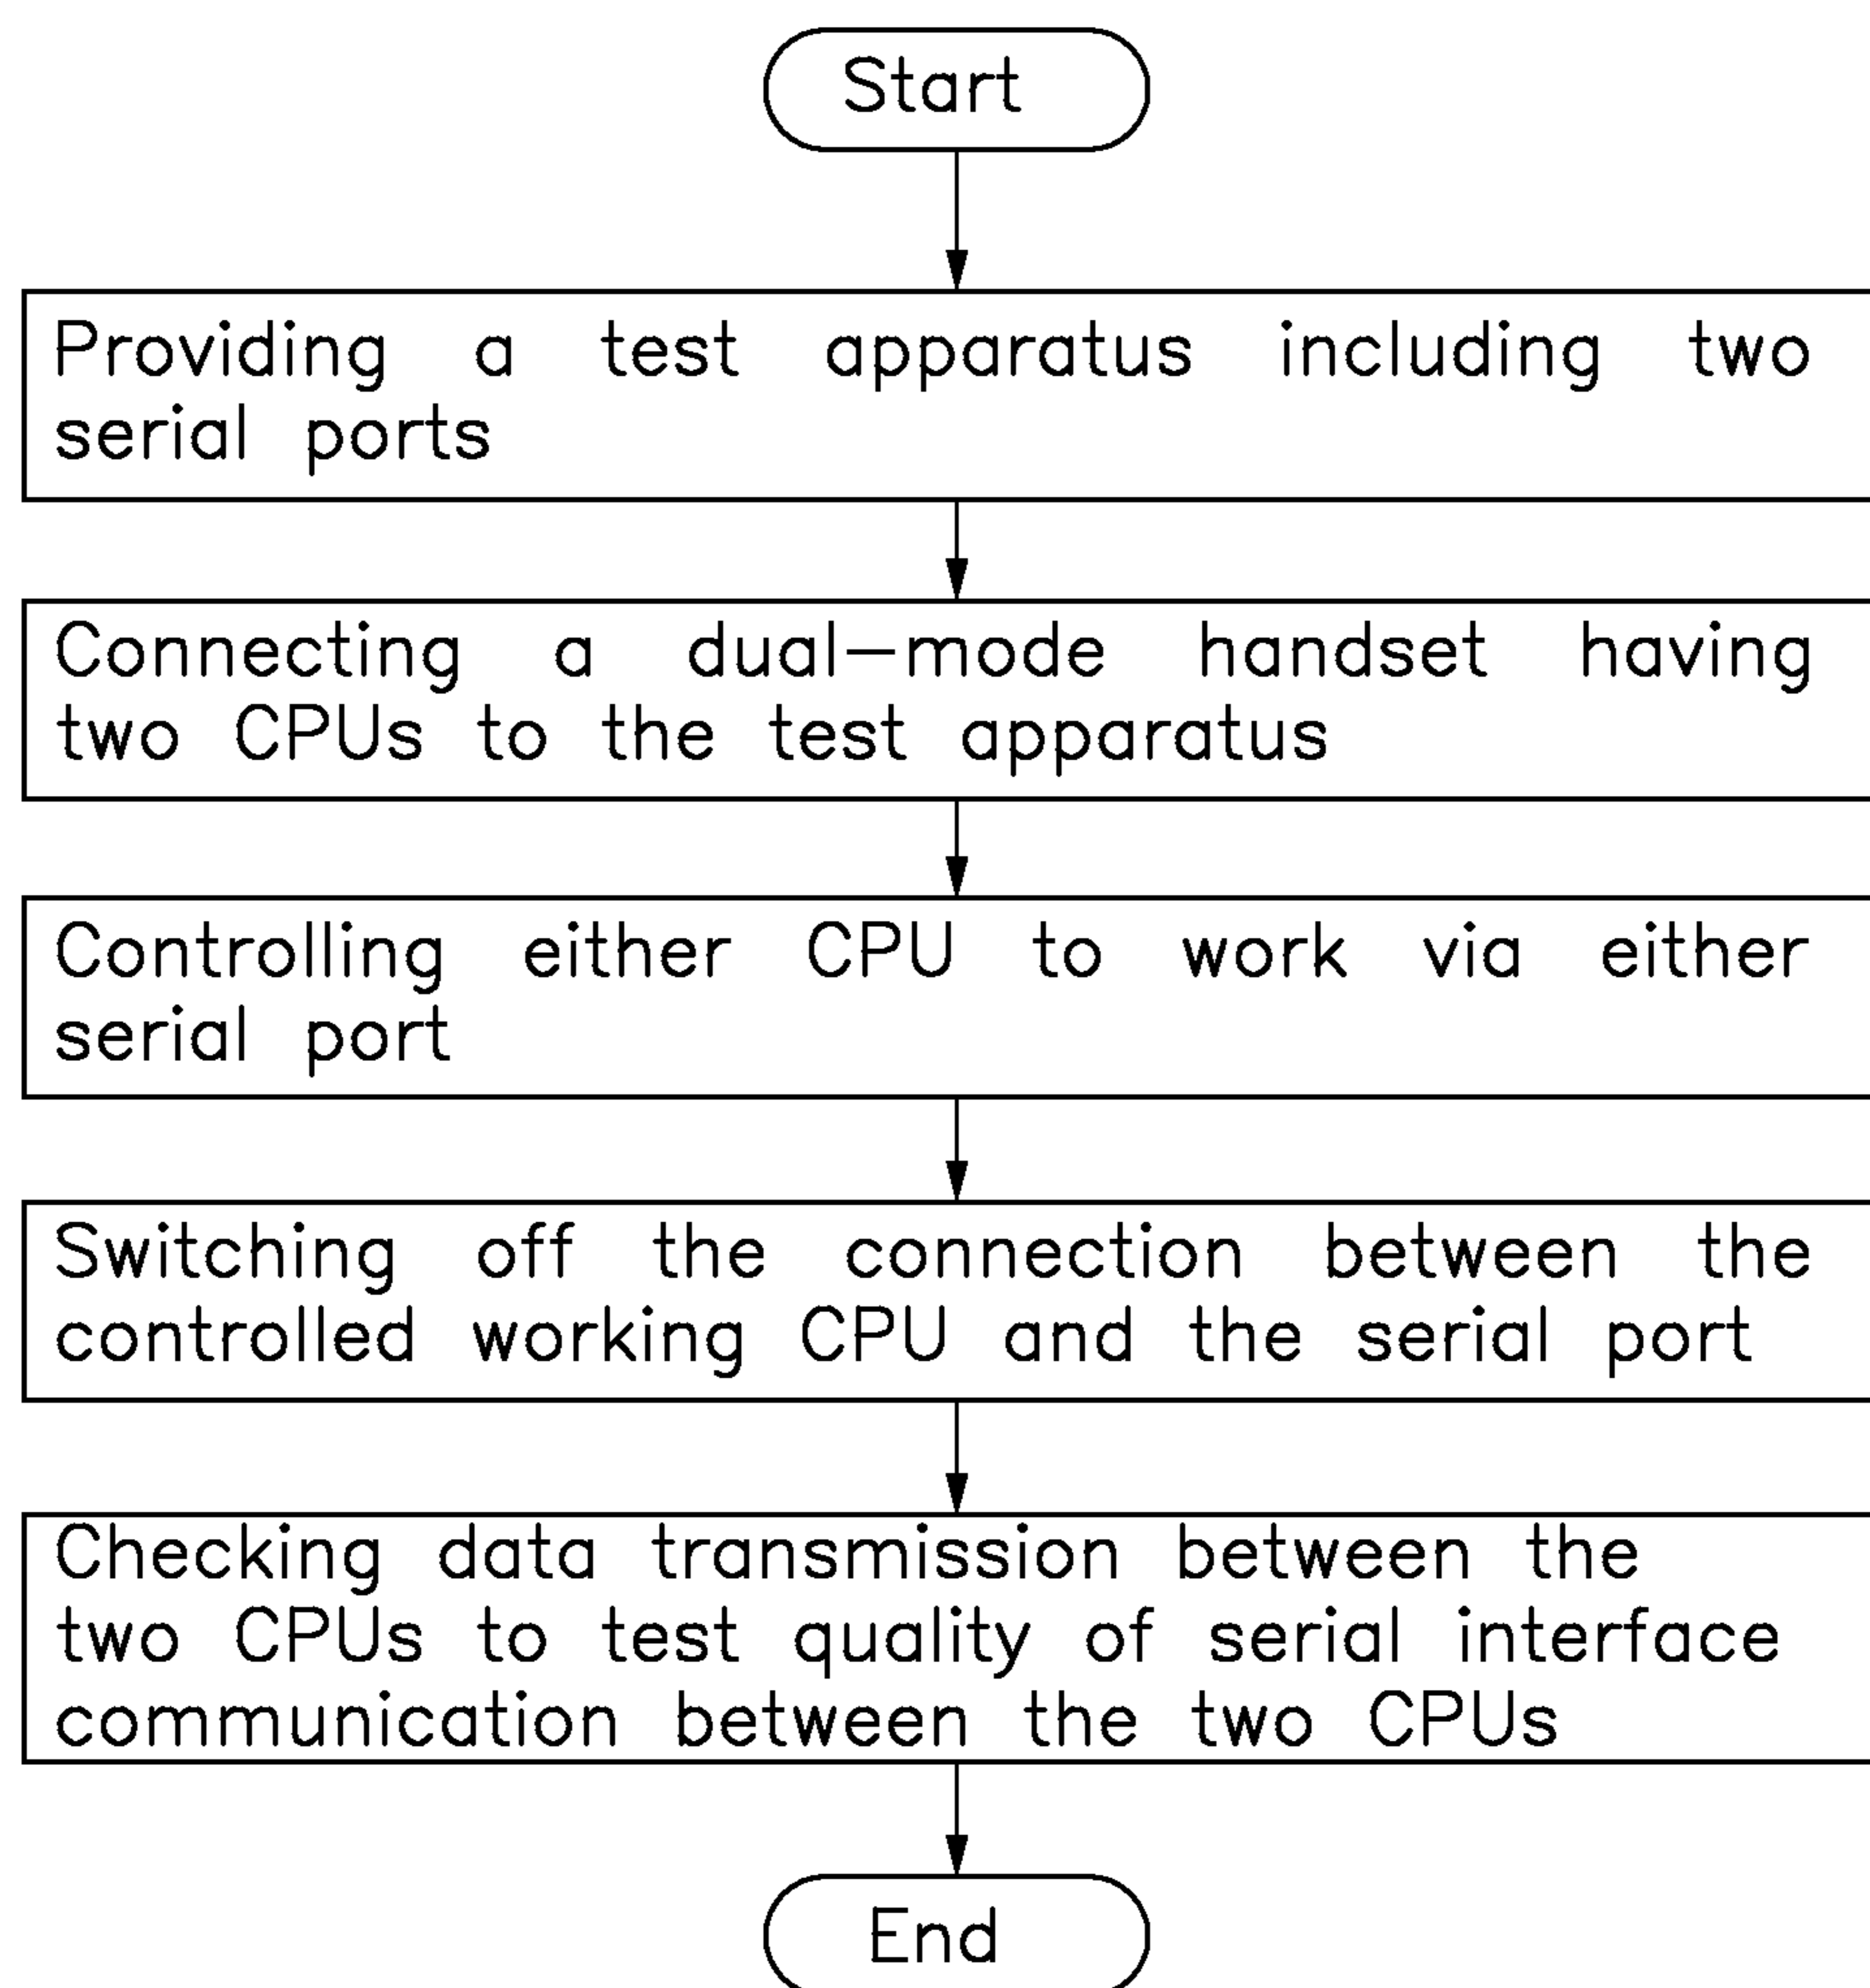 Start
Providing a test apparatus including two
serial ports
Connecting a dual-mode handset having
two CPUs to the test apparatus
Controlling either CPU to work via either
serial port
Switching off the connection between the
controlled working CPU and the serial port
Checking data transmission between the
two CPUs to test quality of serial interface
communication between the two CPUs
End